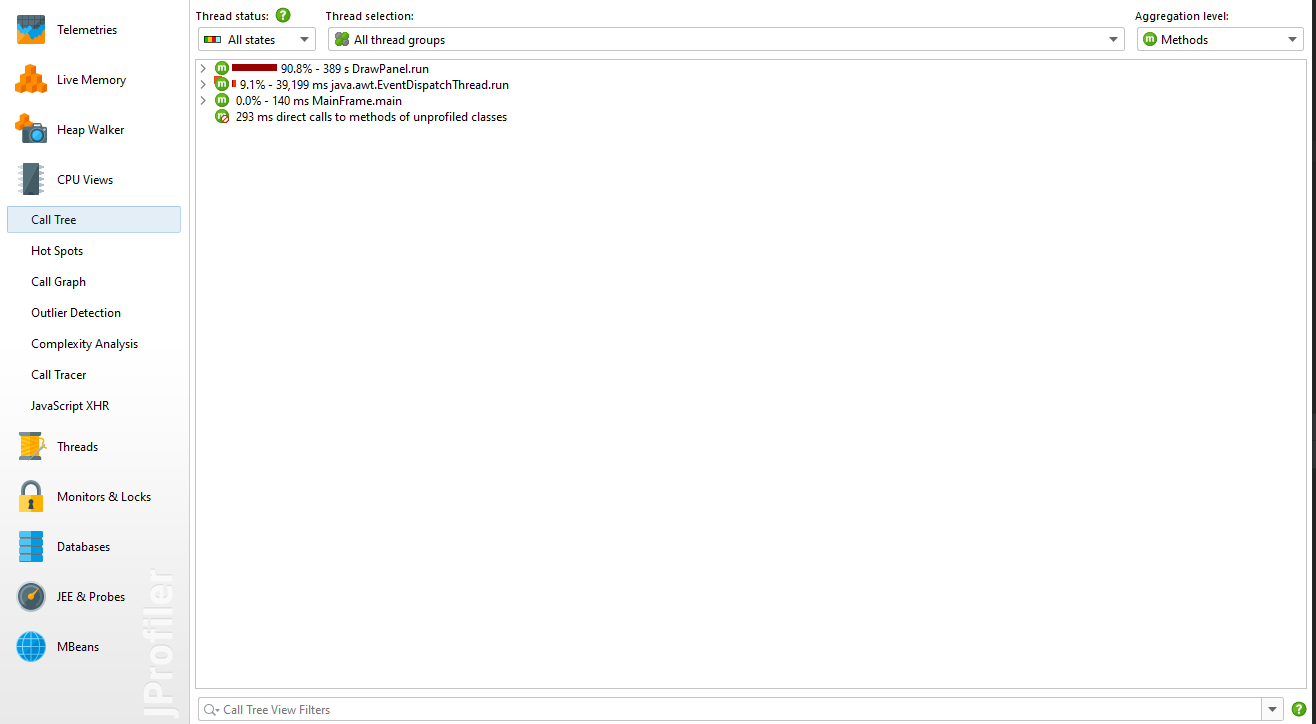 Thread status: ?
Thread selection:
Aggregation level:
All states
All thread groups
m Methods
Telemetries
Live Memory
Heap Walker
CPU Views
Call Tree
Hot Spots
Call Graph
Outlier Detection
Complexity Analysis
Call Tracer
JavaScript XHR
Threads
Monitors & Locks
Databases
JEE & Probes
MBeans
JProfiler
m 90.8% - 389 s DrawPanel.run
m 9.1% - 39,199 ms java.awt.EventDispatchThread.run
m 0.0% - 140 ms MainFrame.main
m 293 ms direct calls to methods of unprofiled classes
Call Tree View Filters
?